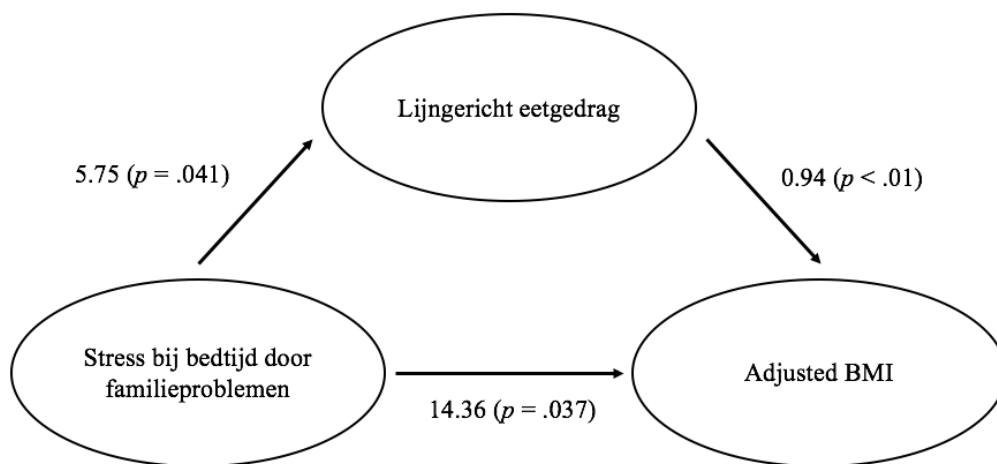 Lijngericht eetgedrag
5.75 (p = .041)
0.94 (p < .01)
Stress bij bedtijd door
familieproblemen
Adjusted BMI
14.36 (p = .037)